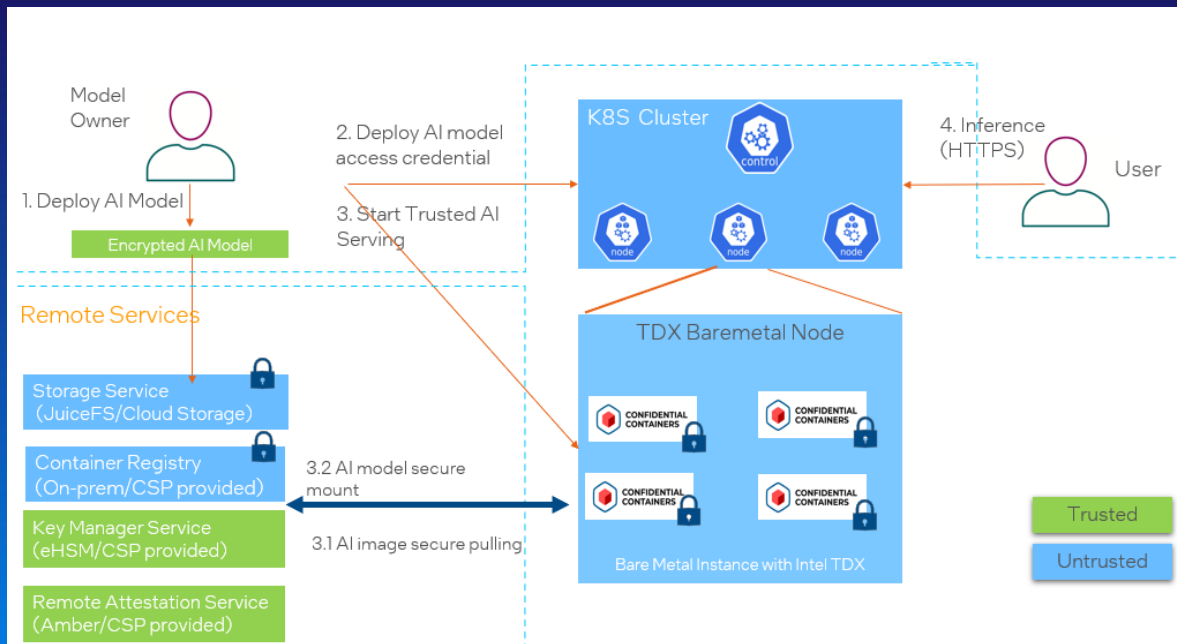 Model
Owner
1. Deploy AI Model
Encrypted AI Model
2. Deploy AI model
access credential
3. Start Trusted AI
Serving
K8S Cluster
control
node
node
node
4. Inference
(HTTPS)
User
Remote Services
Storage Service
(JuiceFS/Cloud Storage)
Container Registry
(On-prem/CSP provided)
Key Manager Service
(eHSM/CSP provided)
Remote Attestation Service
(Amber/CSP provided)
3.2 AI model secure
mount
3.1 AI image secure pulling
TDX Baremetal Node
CONFIDENTIAL
CONTAINERS
CONFIDENTIAL
CONTAINERS
CONFIDENTIAL
CONTAINERS
CONFIDENTIAL
CONTAINERS
Bare Metal Instance with Intel TDX
Trusted
Untrusted